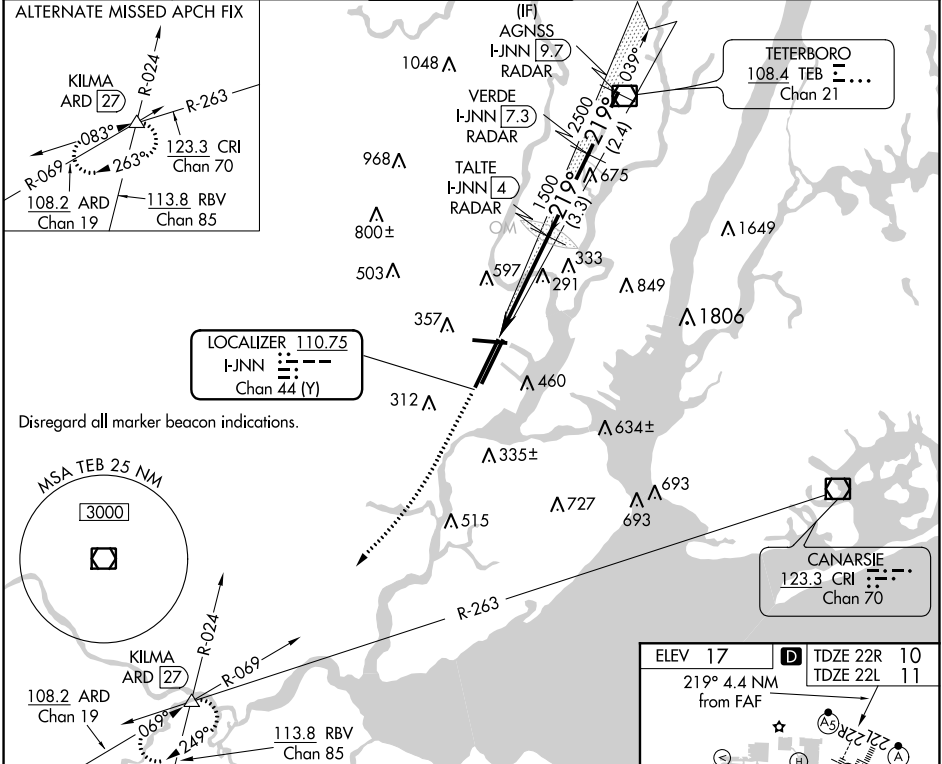 ALTERNATE MISSED APCH FIX
KILMA
ARD 27
R-024
R-263
083°
263°
R-069
123.3 CRI
Chan 70
108.2 ARD
Chan 19
113.8 RBV
Chan 85
(IF)
AGNSS
I-JNN 9.7
RADAR
VERDE
I-JNN 7.3
RADAR
TALTE
I-JNN 4
RADAR
OM
039°
2500
219°
(2.4)
1500
219°
(3.3)
TETERBORO
108.4 TEB
Chan 21
1048
968
800±
503
597
675
333
291
1649
849
1806
357
460
312
634±
335±
727
693
693
515
LOCALIZER 110.75
I-JNN
Chan 44 (Y)
Disregard all marker beacon indications.
MSA TEB 25 NM
3000
CANARSIE
123.3 CRI
Chan 70
R-263
KILMA
ARD 27
R-024
R-069
069°
249°
108.2 ARD
Chan 19
113.8 RBV
Chan 85
ELEV 17
D
TDZE 22R 10
TDZE 22L 11
219° 4.4 NM
from FAF
A5
22R
22L
A
H
V